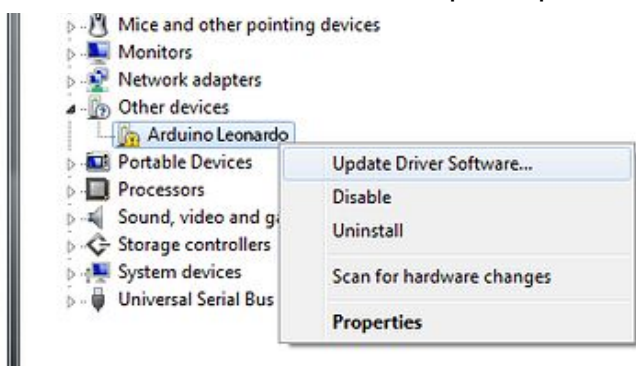 Mice and other pointing devices
Monitors
Network adapters
Other devices
Arduino Leonardo
Portable Devices
Processors
Sound, video and
Storage controllers
System devices
Universal Serial Bus
Update Driver Software...
Disable
Uninstall
Scan for hardware changes
Properties